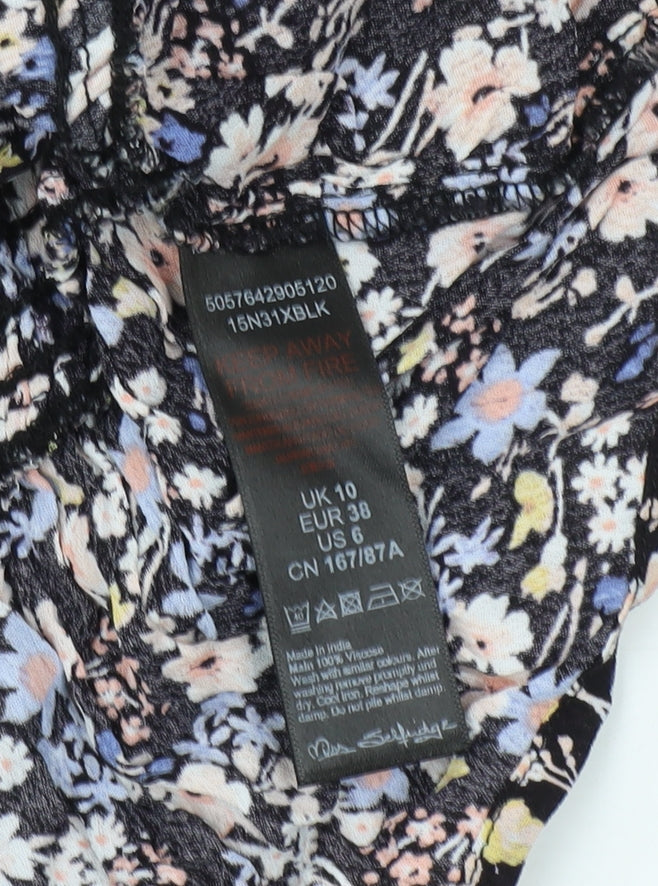 5057642905120
15N31XBLK
KEEP AWAY
FROM FIRE
UK 10
EUR 38
US 6
CN 167/87A
40
Made in India
Main 100% Viscose
Wash with similar colours. After
washing remove promptly and
dry. Cool Iron. Reshape whilst
damp. Do not pile whilst damp.
Miss Selfridge